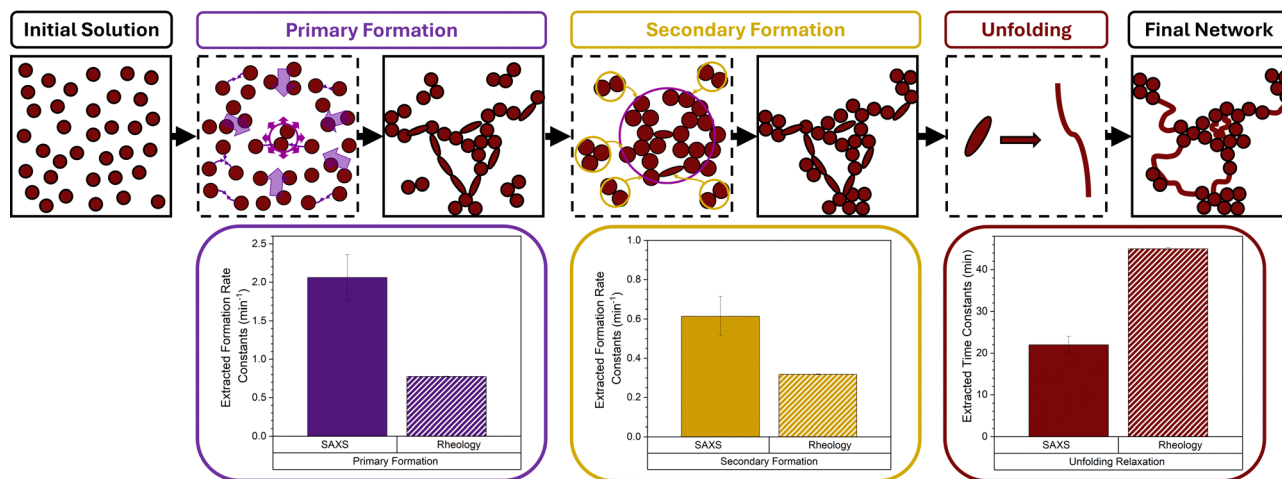 Initial Solution
Primary Formation
Secondary Formation
Unfolding
Final Network
Extracted Formation Rate
Constants (min⁻¹)
2.5
2.0
1.5
1.0
0.5
0.0
SAXS
Rheology
Primary Formation
Extracted Formation Rate
Constants (min⁻¹)
1.0
0.8
0.6
0.4
0.2
0.0
SAXS
Rheology
Secondary Formation
Extracted Time Constants (min)
40
30
20
10
0
SAXS
Rheology
Unfolding Relaxation